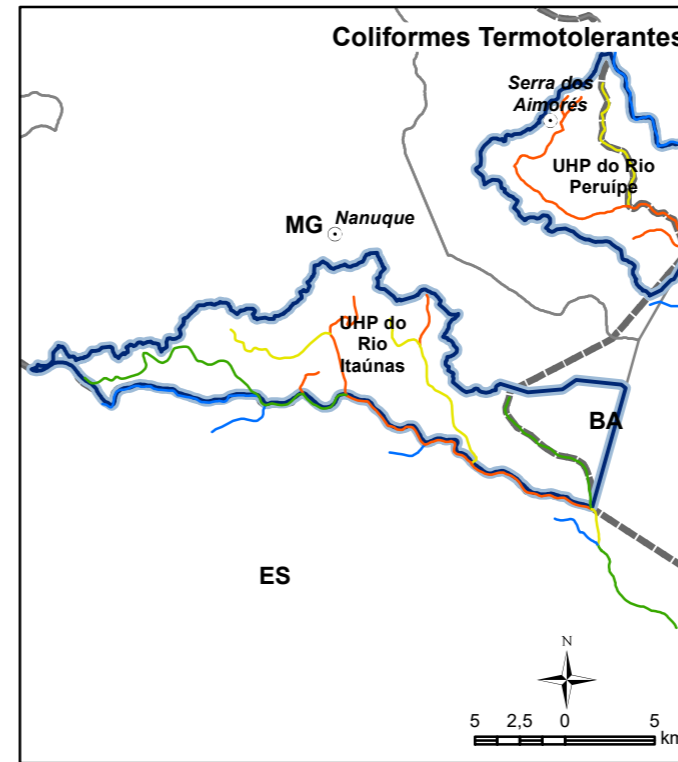 Coliformes Termotolerantes
Serra dos
Aimorés
UHP do Rio
Peruípe
MG
Nanuque
UHP do
Rio
Itaúnas
BA
ES
N
5 2,5 0 5
km